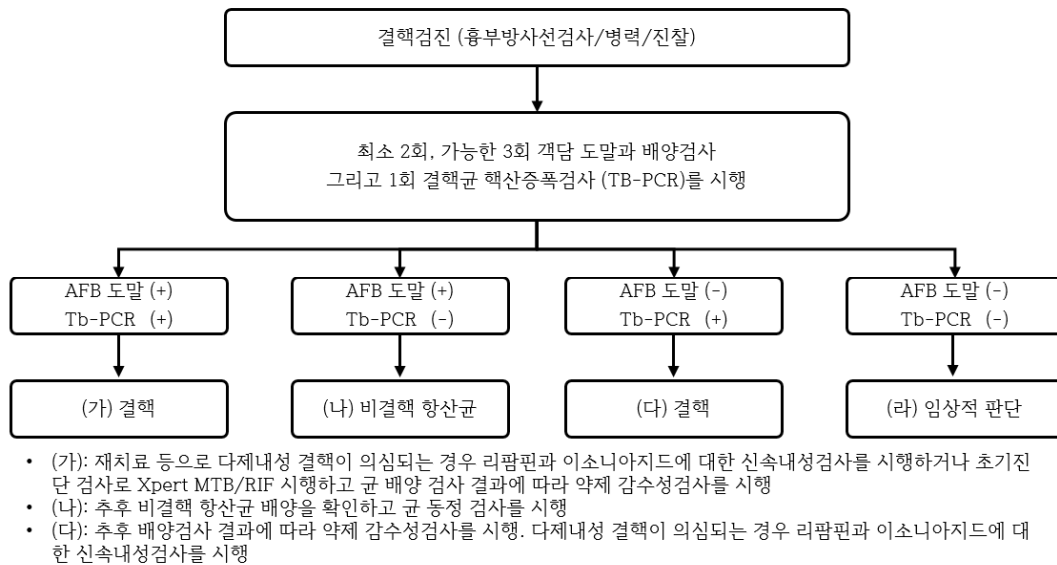 결핵검진 (흉부방사선검사/병력/진찰)
최소 2회, 가능한 3회 객담 도말과 배양검사
그리고 1회 결핵균 핵산증폭검사 (TB-PCR)를 시행
AFB 도말 (+)
Tb-PCR (+)
AFB 도말 (+)
Tb-PCR (-)
AFB 도말 (-)
Tb-PCR (+)
AFB 도말 (-)
Tb-PCR (-)
(가) 결핵
(나) 비결핵 항산균
(다) 결핵
(라) 임상적 판단
• (가): 재치료 등으로 다제내성 결핵이 의심되는 경우 리팜핀과 이소니아지드에 대한 신속내성검사를 시행하거나 초기진
단 검사로 Xpert MTB/RIF 시행하고 균 배양 검사 결과에 따라 약제 감수성검사를 시행
• (나): 추후 비결핵 항산균 배양을 확인하고 균 동정 검사를 시행
• (다): 추후 배양검사 결과에 따라 약제 감수성검사를 시행. 다제내성 결핵이 의심되는 경우 리팜핀과 이소니아지드에 대
한 신속내성검사를 시행